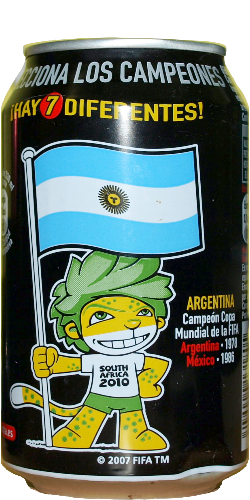 CCIONA LOS CAMPEONES
¡HAY 7 DIFERENTES!
ARGENTINA
Campeón Copa
Mundial de la FIFA
Argentina • 1978
México • 1986
SOUTH
AFRICA
2010
© 2007 FIFA TM